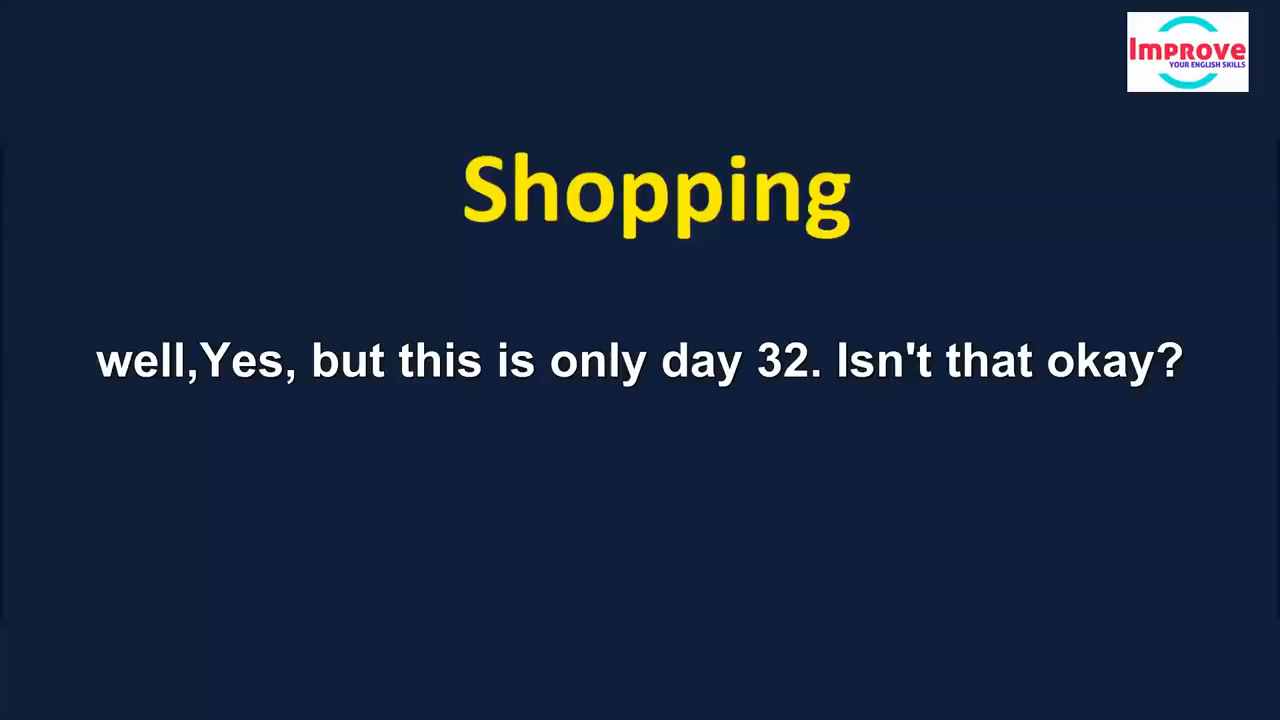 Improve
YOUR ENGLISH SKILLS
Shopping
well,Yes, but this is only day 32. Isn't that okay?